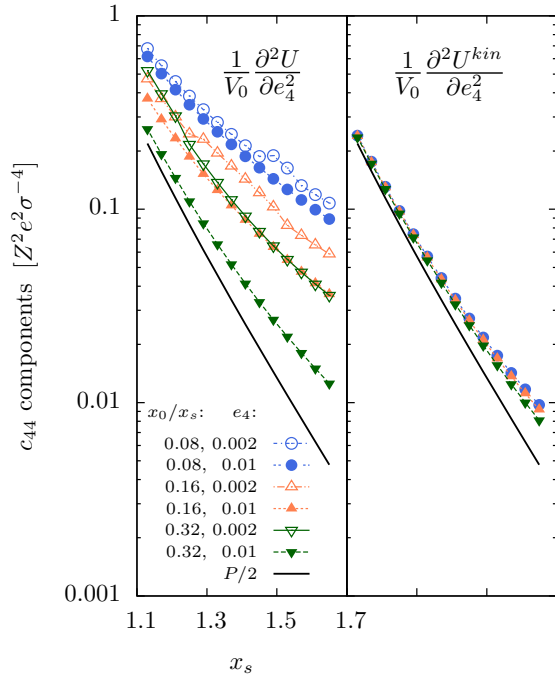 1
0.1
0.01
0.001
c₄₄ components [Z²e²σ⁻⁴]
1/V₀ ∂²U/∂e₄²
1/V₀ ∂²Uᵏⁱⁿ/∂e₄²
x₀/xₛ: e₄:
0.08, 0.002
0.08, 0.01
0.16, 0.002
0.16, 0.01
0.32, 0.002
0.32, 0.01
P/2
1.1 1.3 1.5 1.7
xₛ